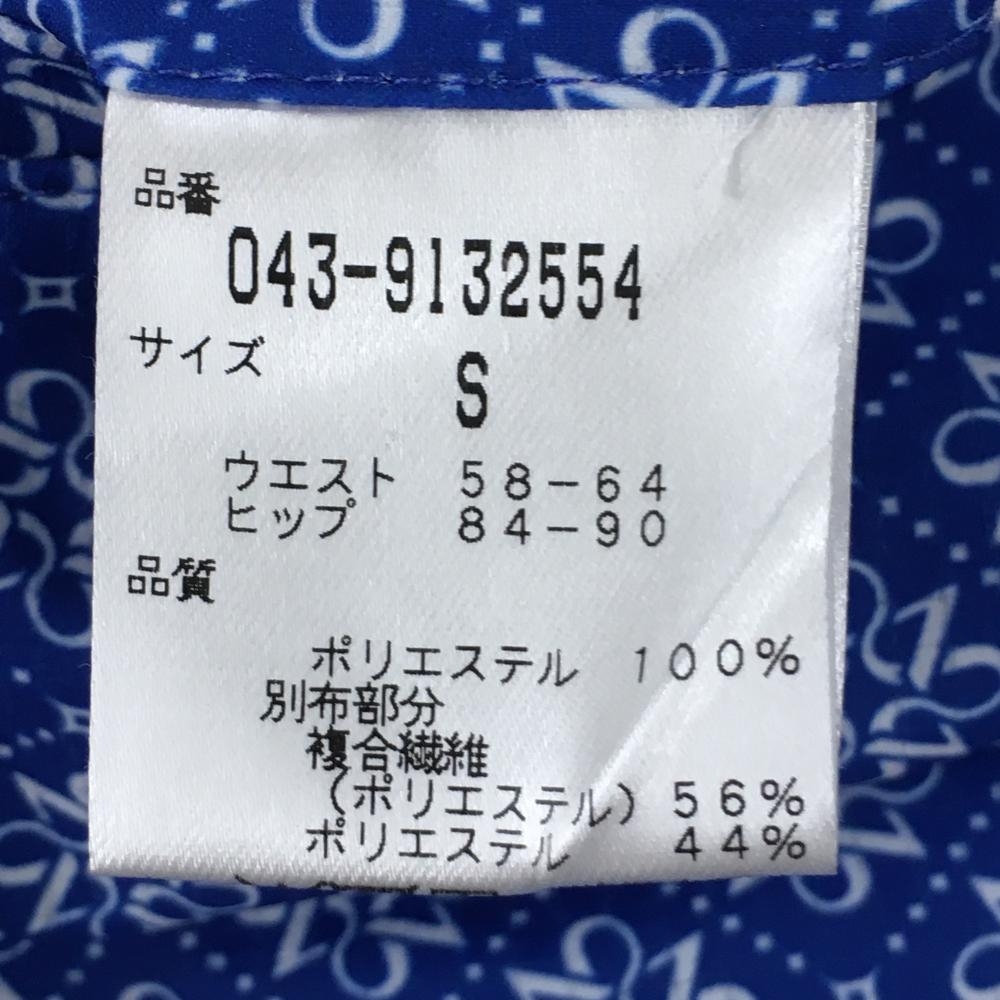 品番
043-9132554
サイズ
S
ウエスト 58-64
ヒップ 84-90
品質
ポリエステル 100%
別布部分
複合繊維
(ポリエステル) 56%
ポリエステル 44%